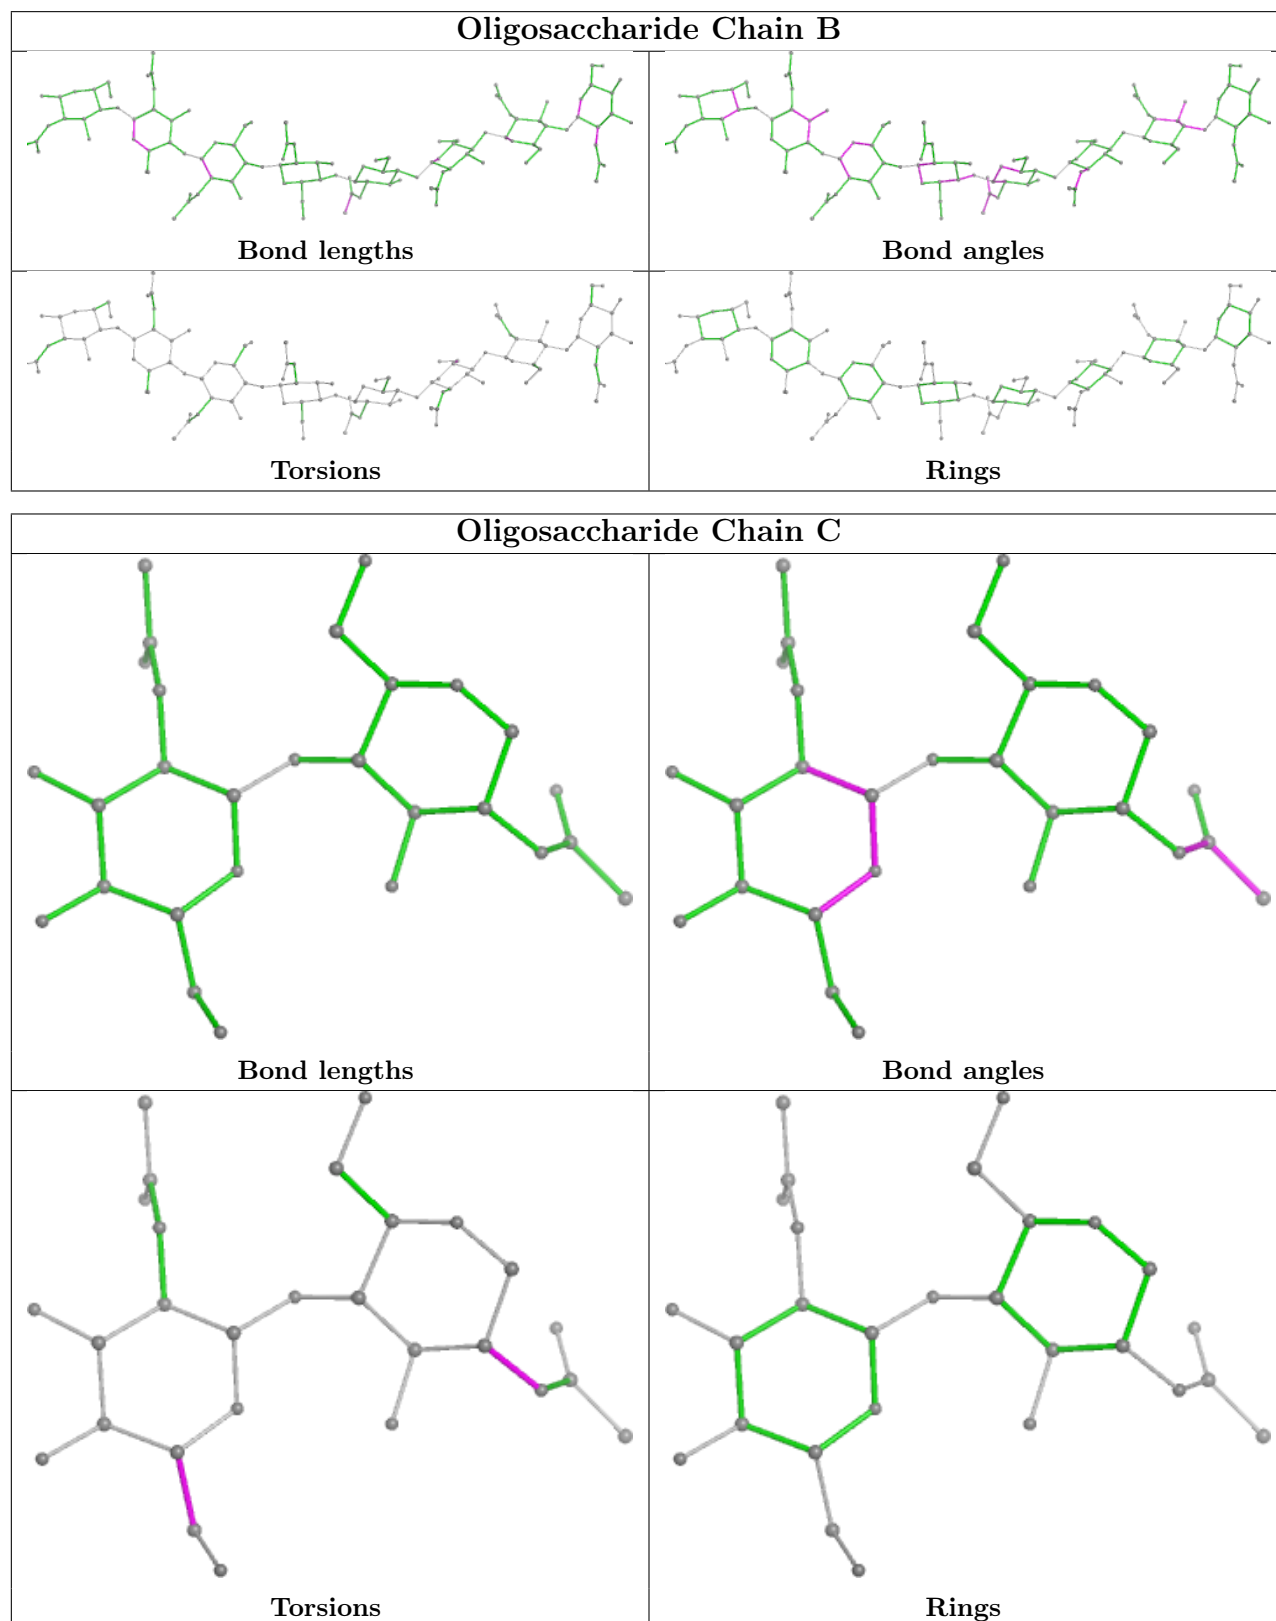 Oligosaccharide Chain B
Bond lengths
Bond angles
Torsions
Rings
Oligosaccharide Chain C
Bond lengths
Bond angles
Torsions
Rings